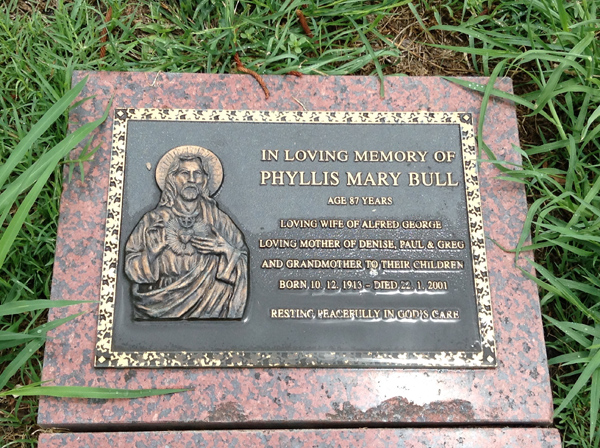 IN LOVING MEMORY OF
PHYLLIS MARY BULL
AGE 87 YEARS
LOVING WIFE OF ALFRED GEORGE
LOVING MOTHER OF DENISE, PAUL & GREG
AND GRANDMOTHER TO THEIR CHILDREN
BORN 10. 12. 1913 – DIED 22. 1. 2001
RESTING PEACEFULLY IN GOD'S CARE